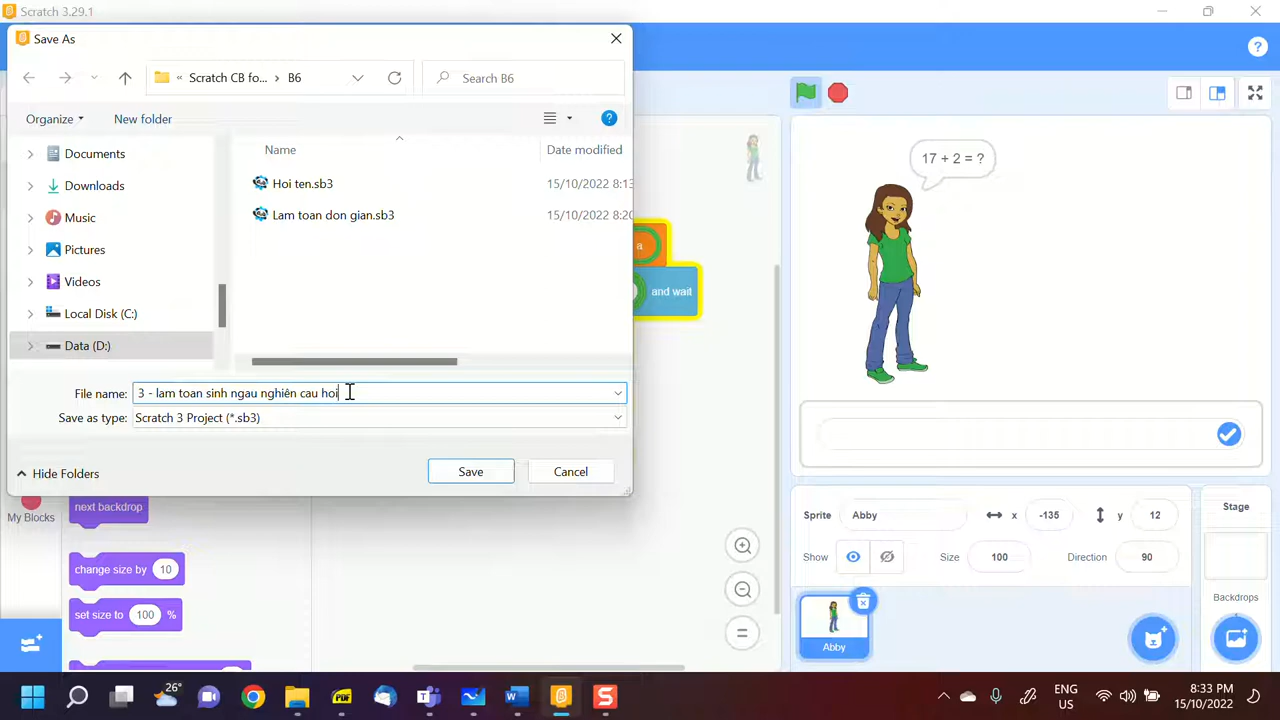 Scratch 3.29.1
Save As
« Scratch CB fo... > B6
Search B6
Organize
New folder
Documents
Downloads
Music
Pictures
Videos
Local Disk (C:)
Data (D:)
Name
Date modified
Hoi ten.sb3
15/10/2022 8:13
Lam toan don gian.sb3
15/10/2022 8:20
File name:
3 - lam toan sinh ngau nghiên cau hoi
Save as type:
Scratch 3 Project (*.sb3)
Hide Folders
Save
Cancel
a
and wait
17 + 2 = ?
My Blocks
next backdrop
change size by 10
set size to 100 %
Sprite
Abby
x
-135
y
12
Show
Size
100
Direction
90
Abby
Stage
Backdrops
26°
PDF
ENG
US
8:33 PM
15/10/2022